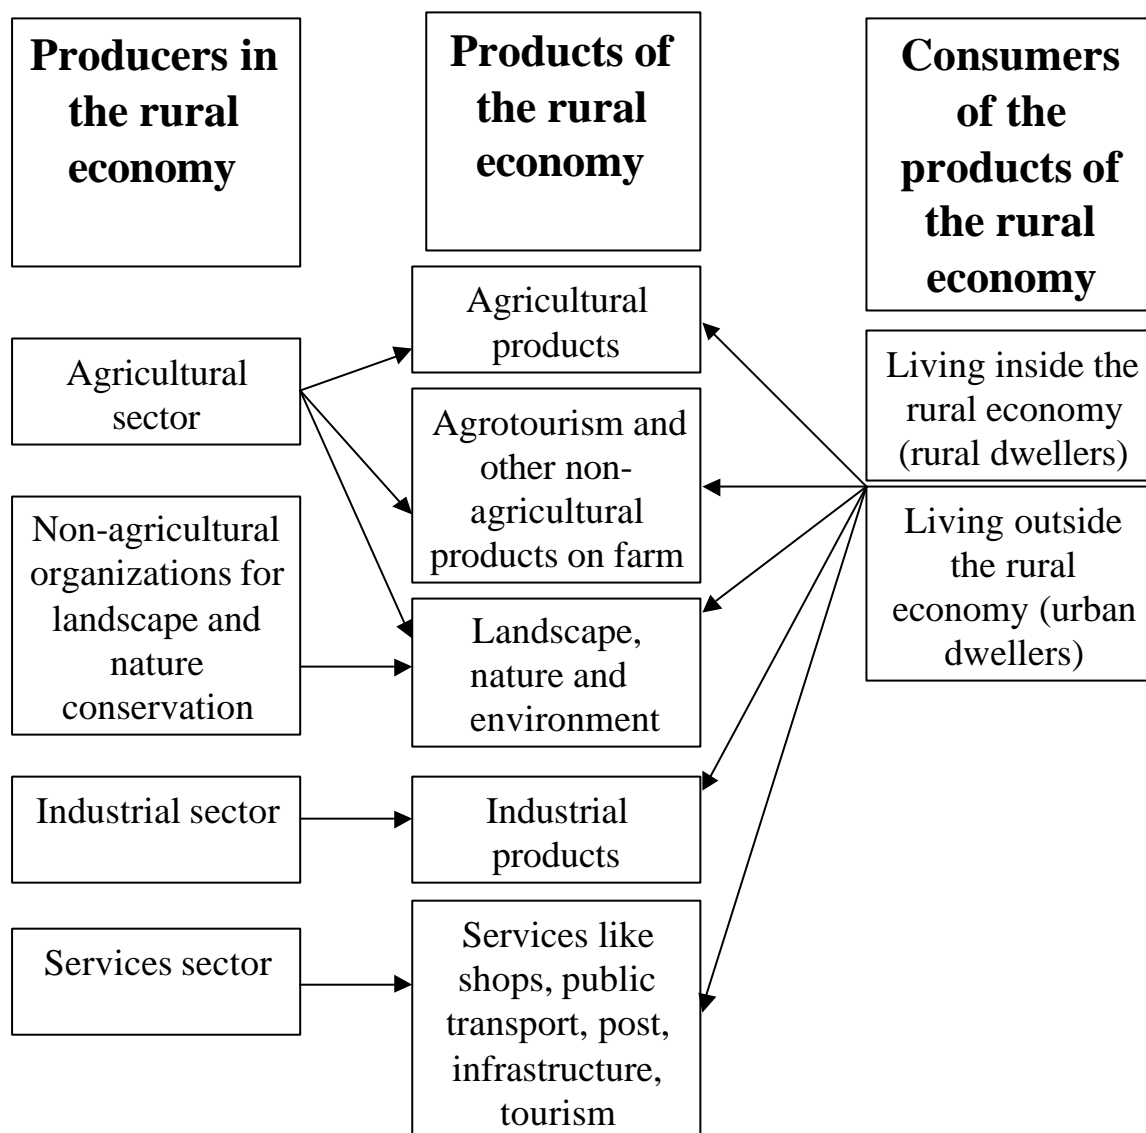 Producers in
the rural
economy
Products of
the rural
economy
Consumers
of the
products of
the rural
economy
Agricultural
sector
Non-agricultural
organizations for
landscape and
nature
conservation
Industrial sector
Services sector
Agricultural
products
Agrotourism and
other non-
agricultural
products on farm
Landscape,
nature and
environment
Industrial
products
Services like
shops, public
transport, post,
infrastructure,
tourism
Living inside the
rural economy
(rural dwellers)
Living outside
the rural
economy (urban
dwellers)